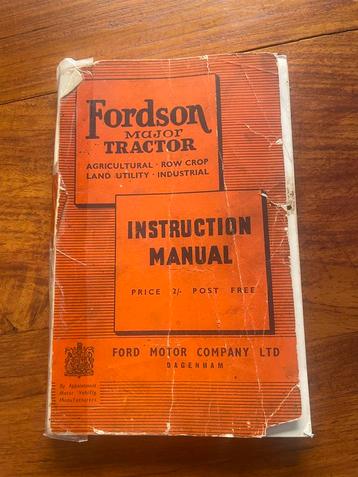 Fordson
MAJOR
TRACTOR
AGRICULTURAL · ROW CROP
LAND UTILITY · INDUSTRIAL
INSTRUCTION
MANUAL
PRICE 2/- POST FREE
FORD MOTOR COMPANY LTD
DAGENHAM
By Appointment
Motor Vehicle
Manufacturers